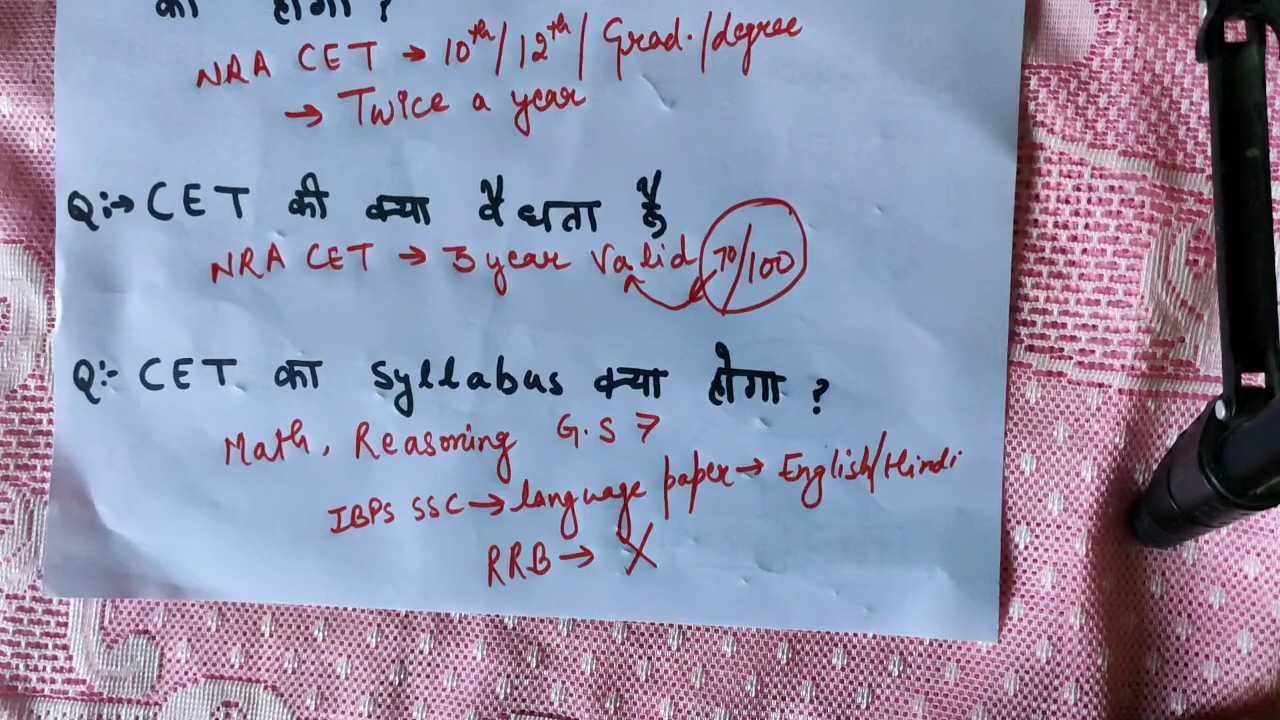 का होगा ?
NRA CET → 10th/12th/ Grad./degree
→ Twice a year
Q:→ CET की क्या वैधता है
NRA CET → 3 year valid 70/100
Q:- CET का syllabus क्या होगा ?
Math, Reasoning G.S →
IBPS SSC → language paper → English/Hindi
RRB → X